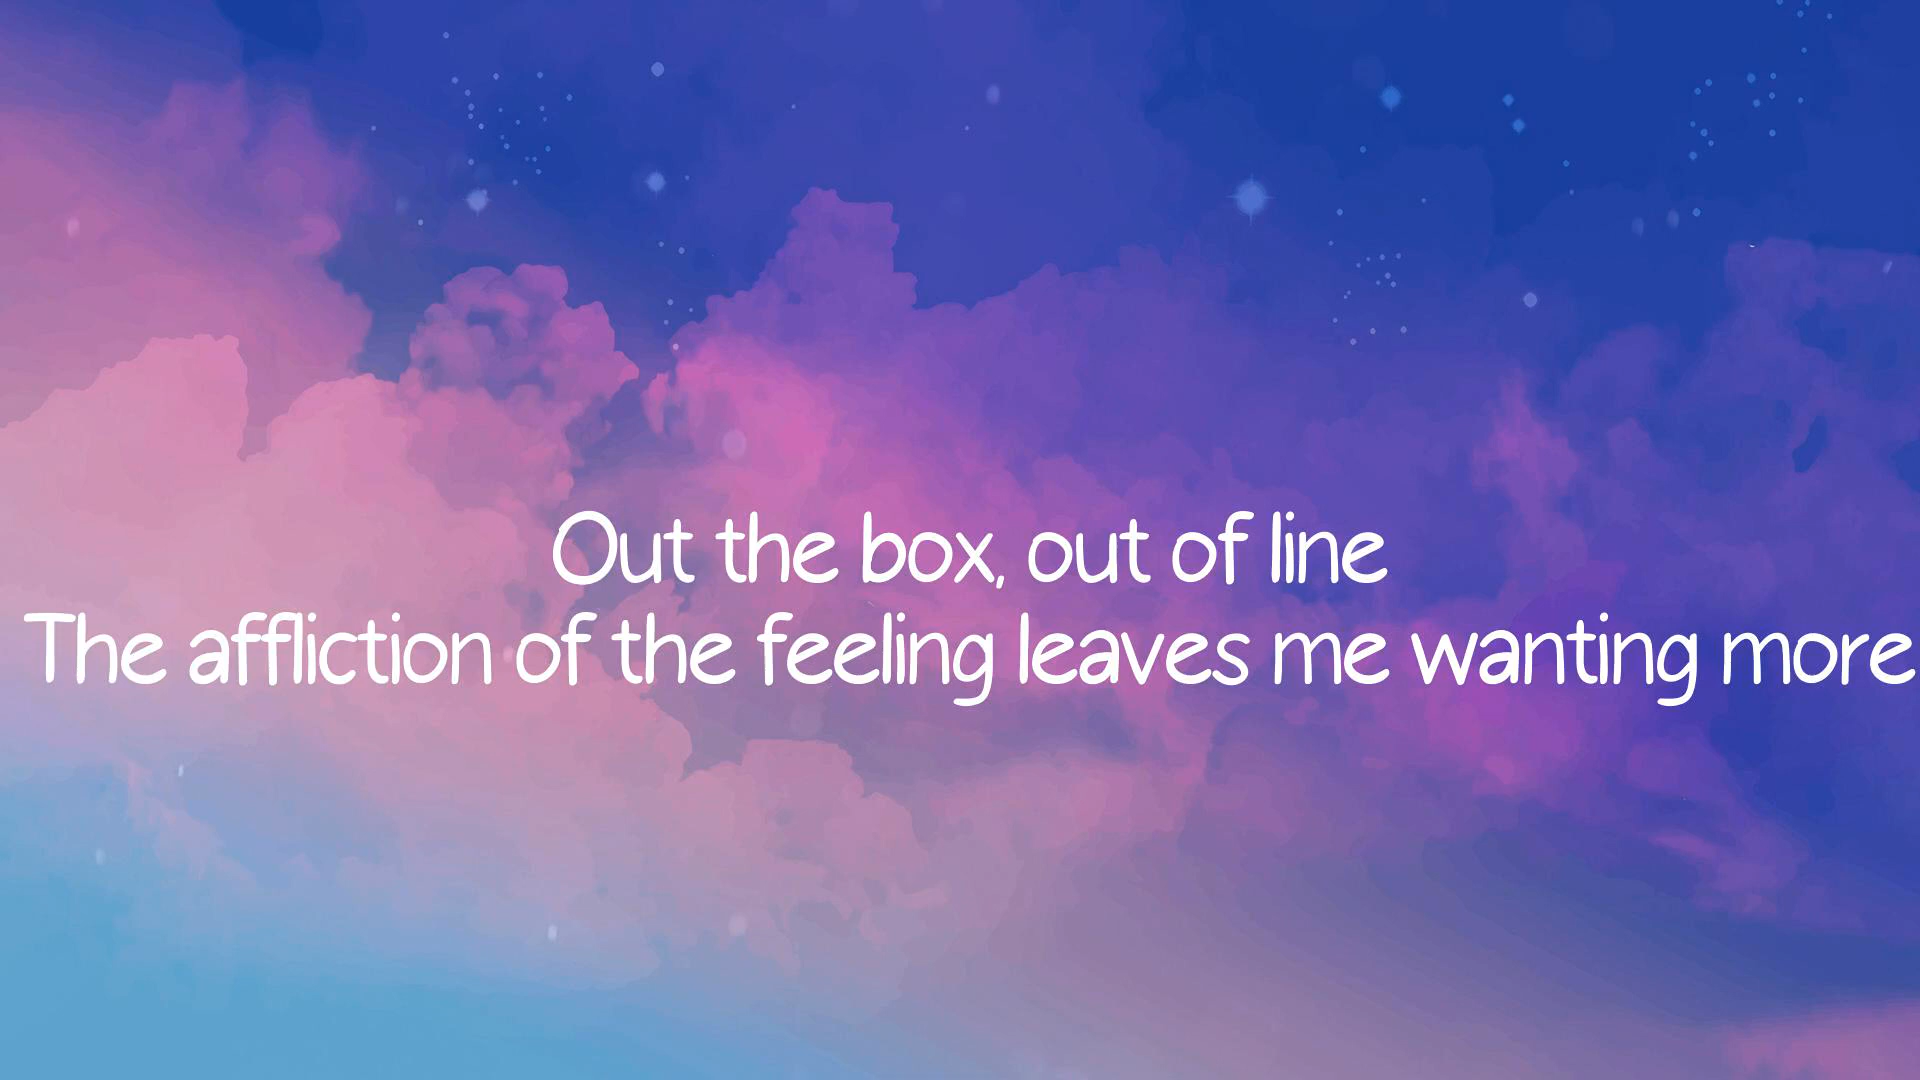 Out the box, out of line
The affliction of the feeling leaves me wanting more